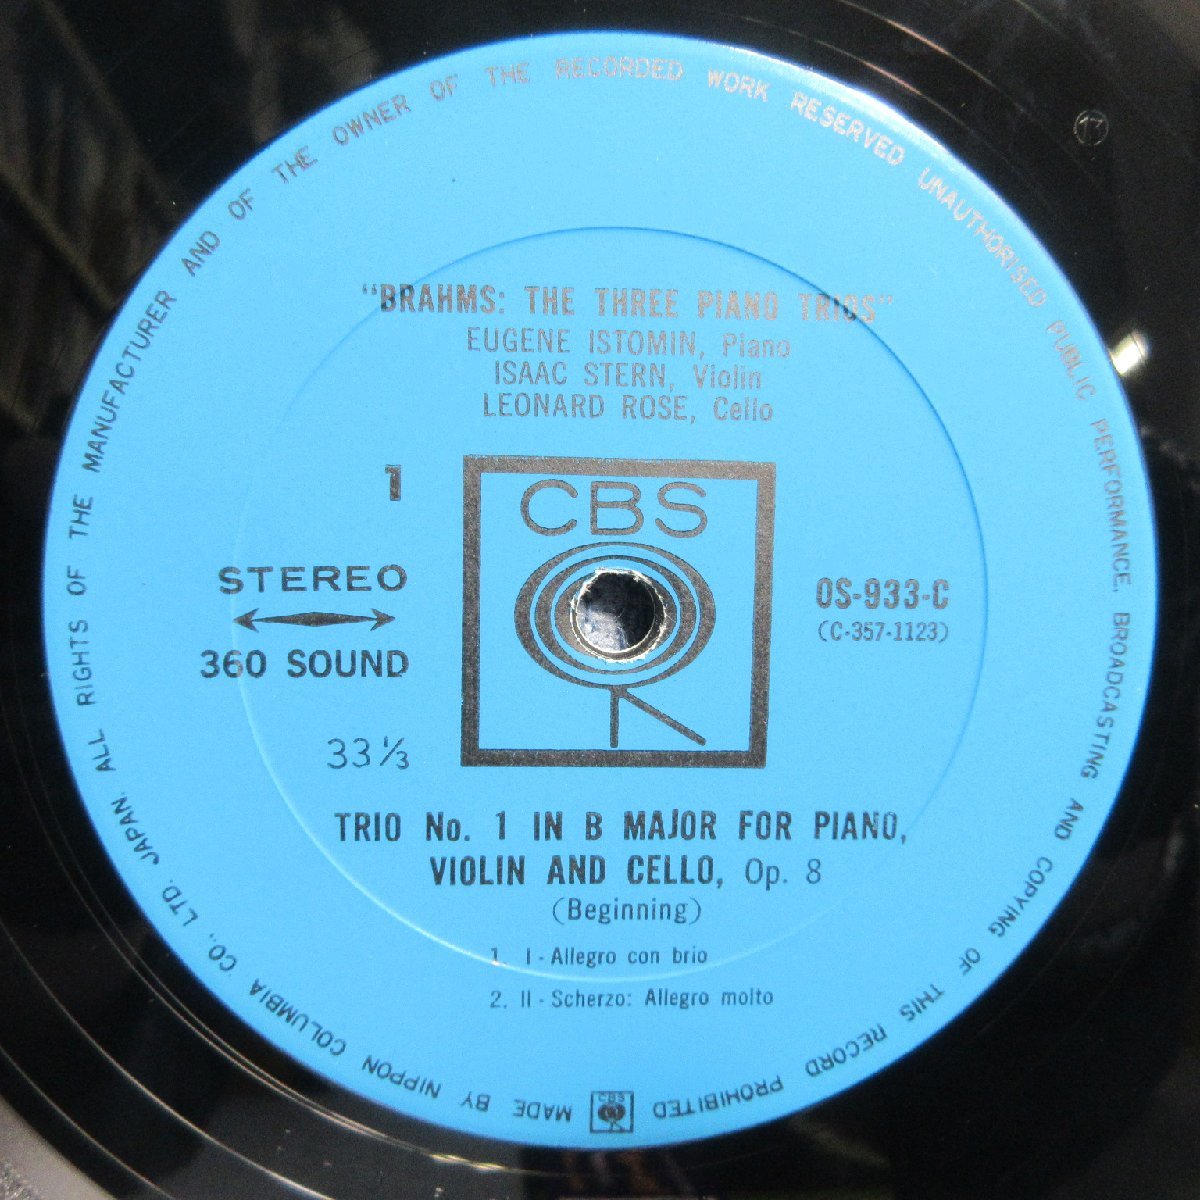 "BRAHMS: THE THREE PIANO TRIOS"
EUGENE ISTOMIN, Piano
ISAAC STERN, Violin
LEONARD ROSE, Cello
1
CBS
STEREO
360 SOUND
OS-933-C
(C-357-1123)
33 1/3
TRIO No. 1 IN B MAJOR FOR PIANO,
VIOLIN AND CELLO, Op. 8
(Beginning)
1. I - Allegro con brio
2. II - Scherzo: Allegro molto
MADE BY NIPPON COLUMBIA CO., LTD. JAPAN. ALL RIGHTS OF THE MANUFACTURER AND OF THE OWNER OF THE RECORDED WORK RESERVED UNAUTHORISED PUBLIC PERFORMANCE, BROADCASTING AND COPYING OF THIS RECORD PROHIBITED
CBS
17